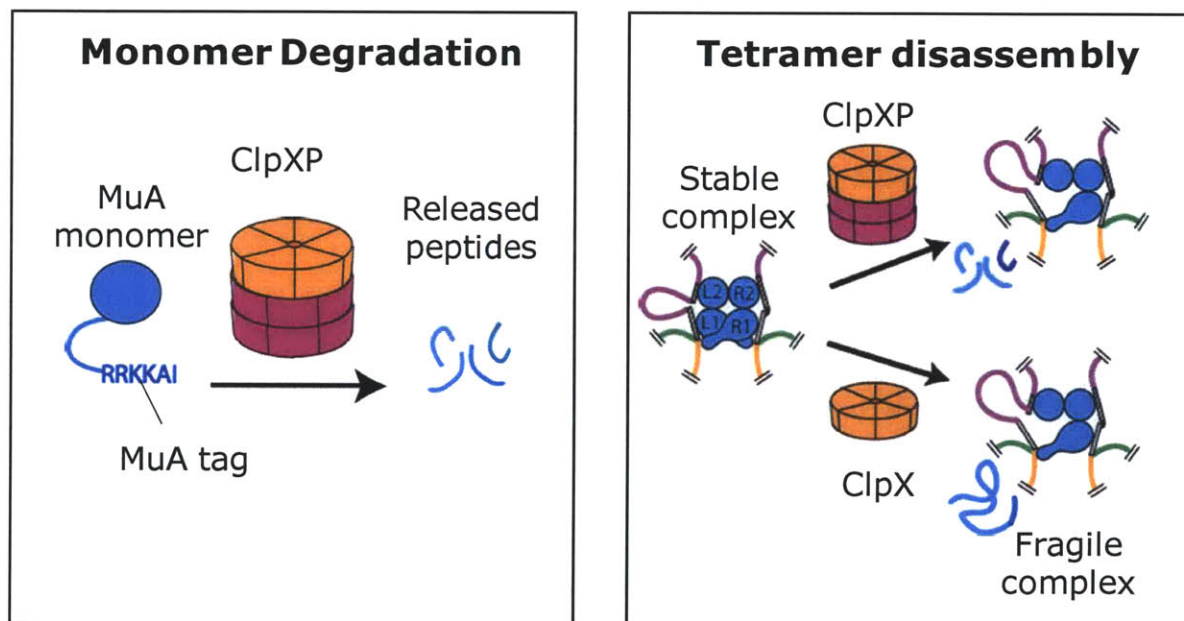 Monomer Degradation
ClpXP
MuA
monomer
Released
peptides
RRKKAI
MuA tag
Tetramer disassembly
ClpXP
Stable
complex
L2 R2
L1 R1
ClpX
Fragile
complex